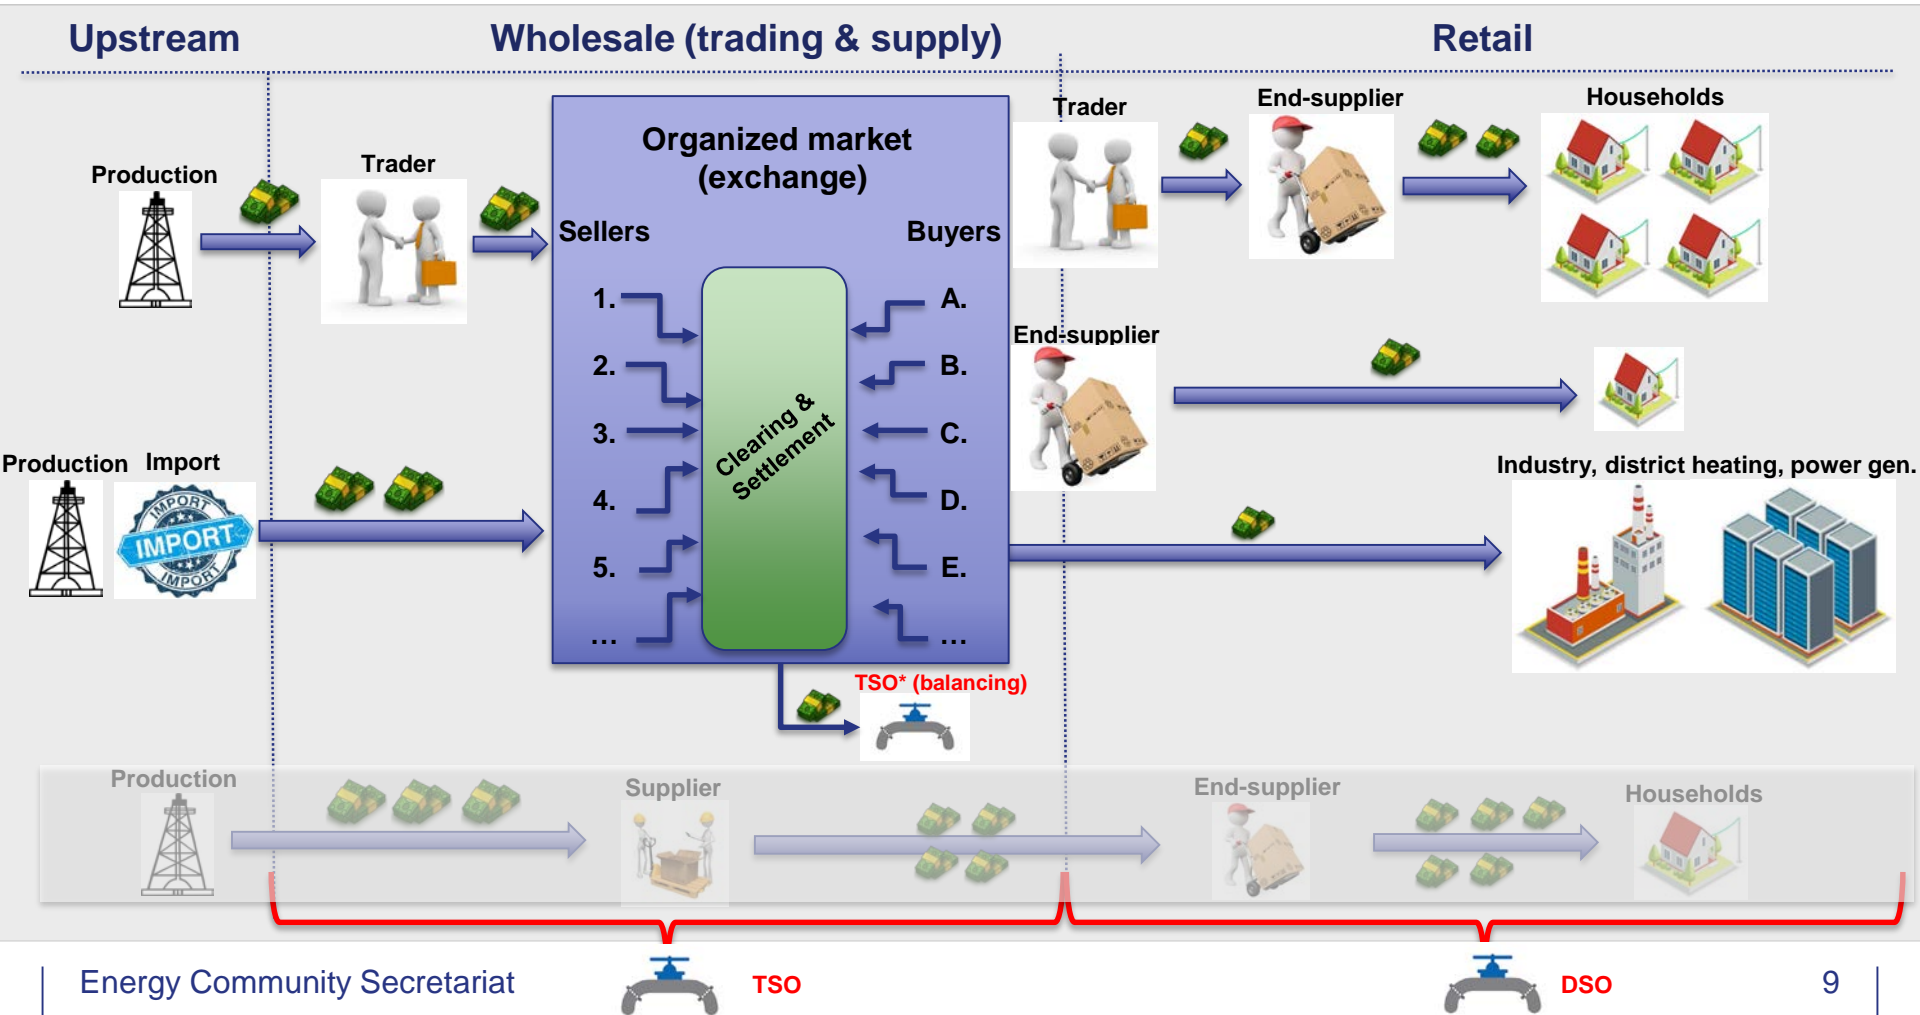 Upstream
Wholesale (trading & supply)
Retail
Production
Trader
Organized market
(exchange)
Sellers
Buyers
1.
2.
3.
4.
5.
...
Clearing &
Settlement
A.
B.
C.
D.
E.
...
Trader
End-supplier
Households
End-supplier
Production
Import
IMPORT
IMPORT
IMPORT
Industry, district heating, power gen.
TSO* (balancing)
Production
Supplier
End-supplier
Households
Energy Community Secretariat
TSO
DSO
9